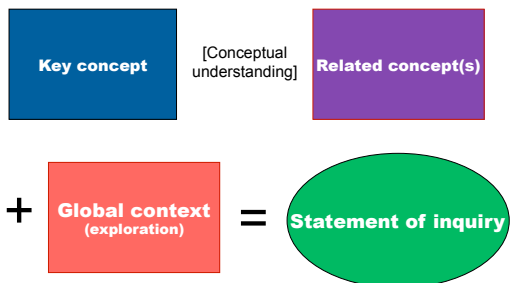 Key concept
[Conceptual
understanding]
Related concept(s)
+
Global context
(exploration)
=
Statement of inquiry